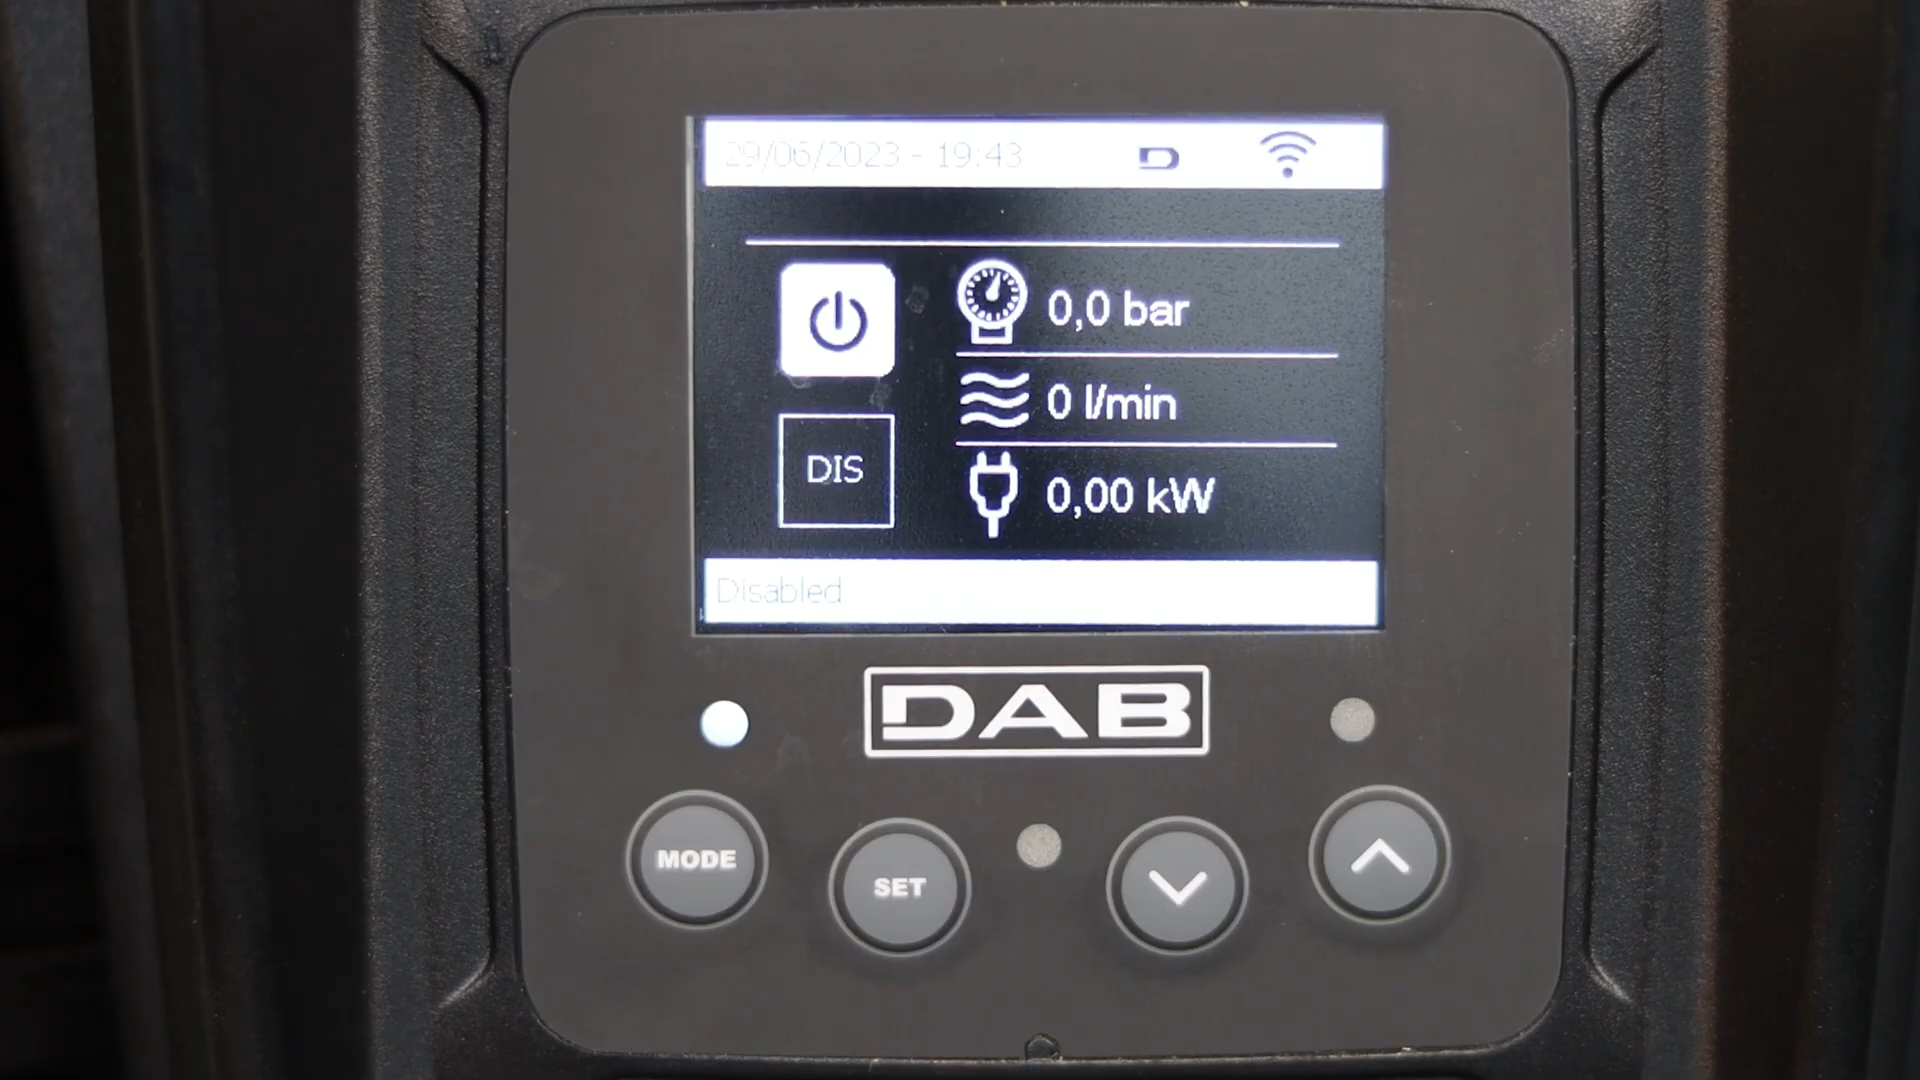 29/06/2023 - 19:43
0,0 bar
0 l/min
DIS
0,00 kW
Disabled
DAB
MODE
SET